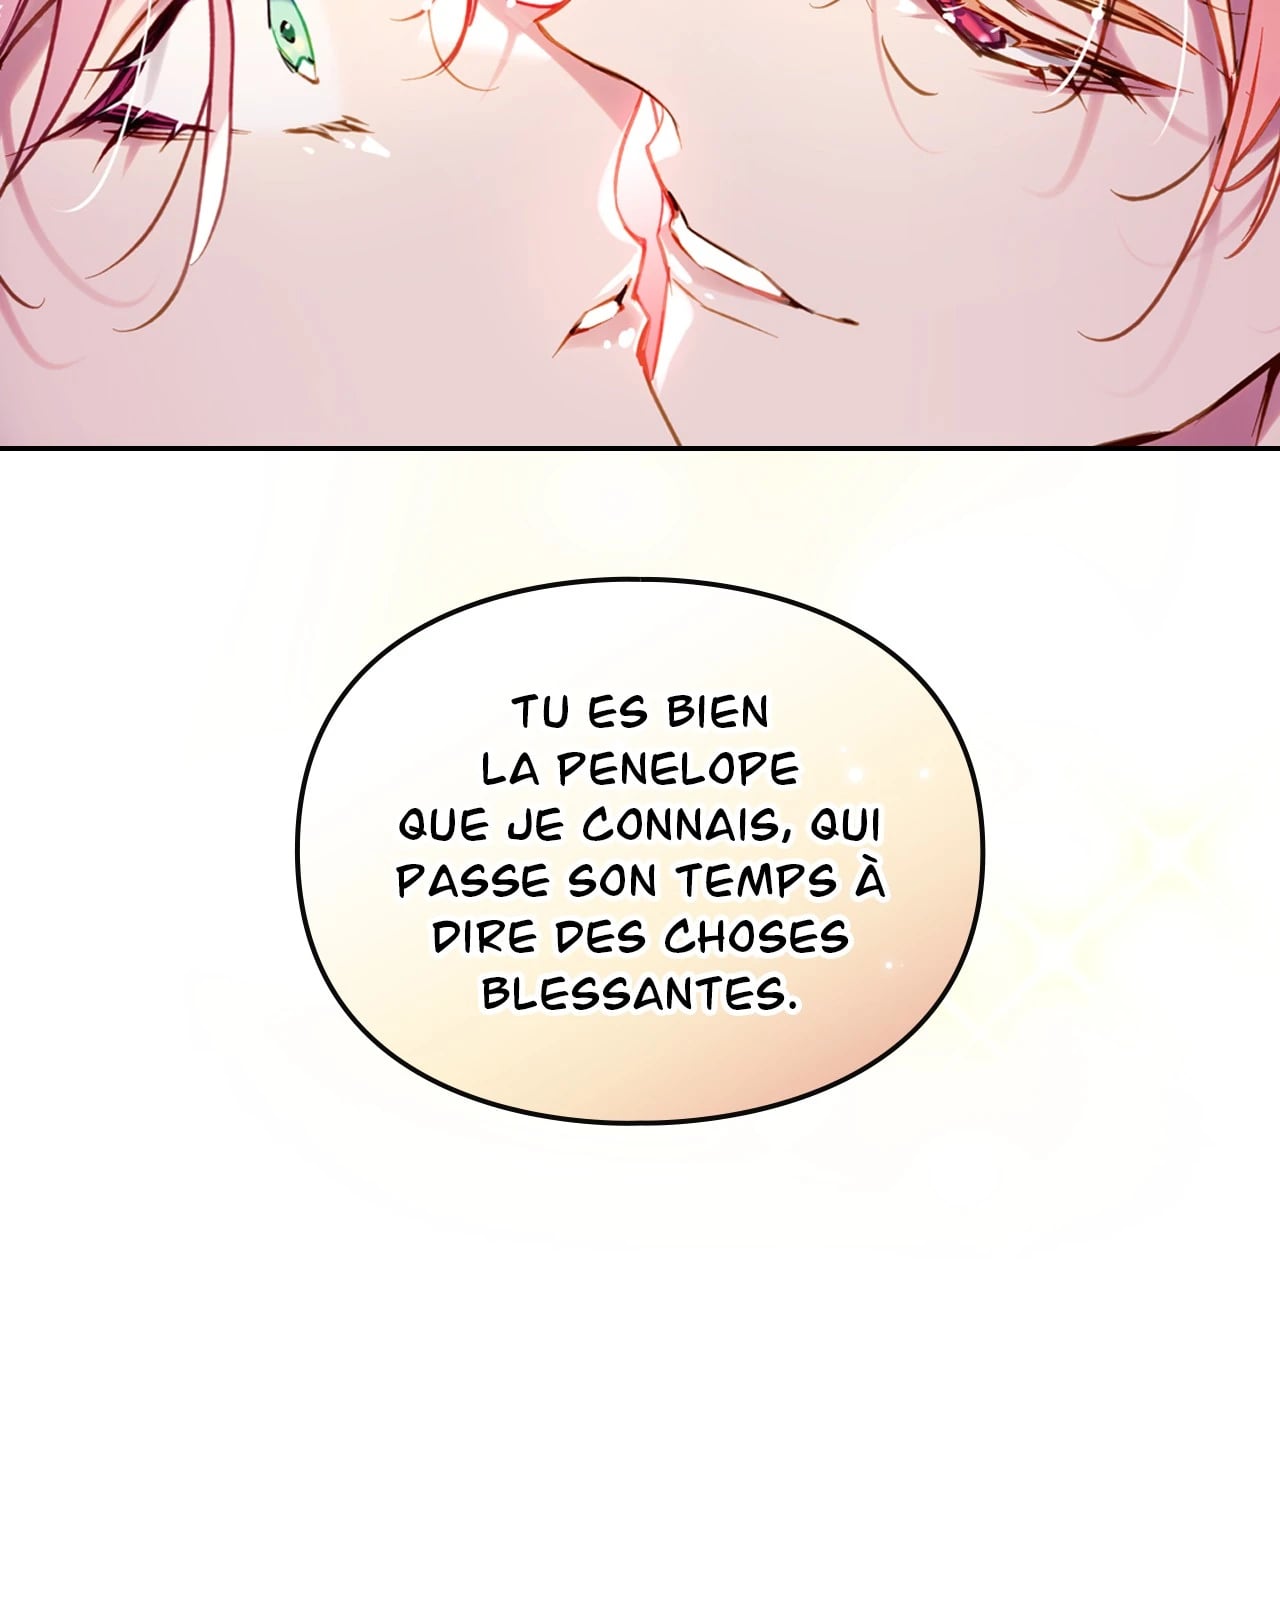 TU ES BIEN
LA PENELOPE
QUE JE CONNAIS, QUI
PASSE SON TEMPS À
DIRE DES CHOSES
BLESSANTES.